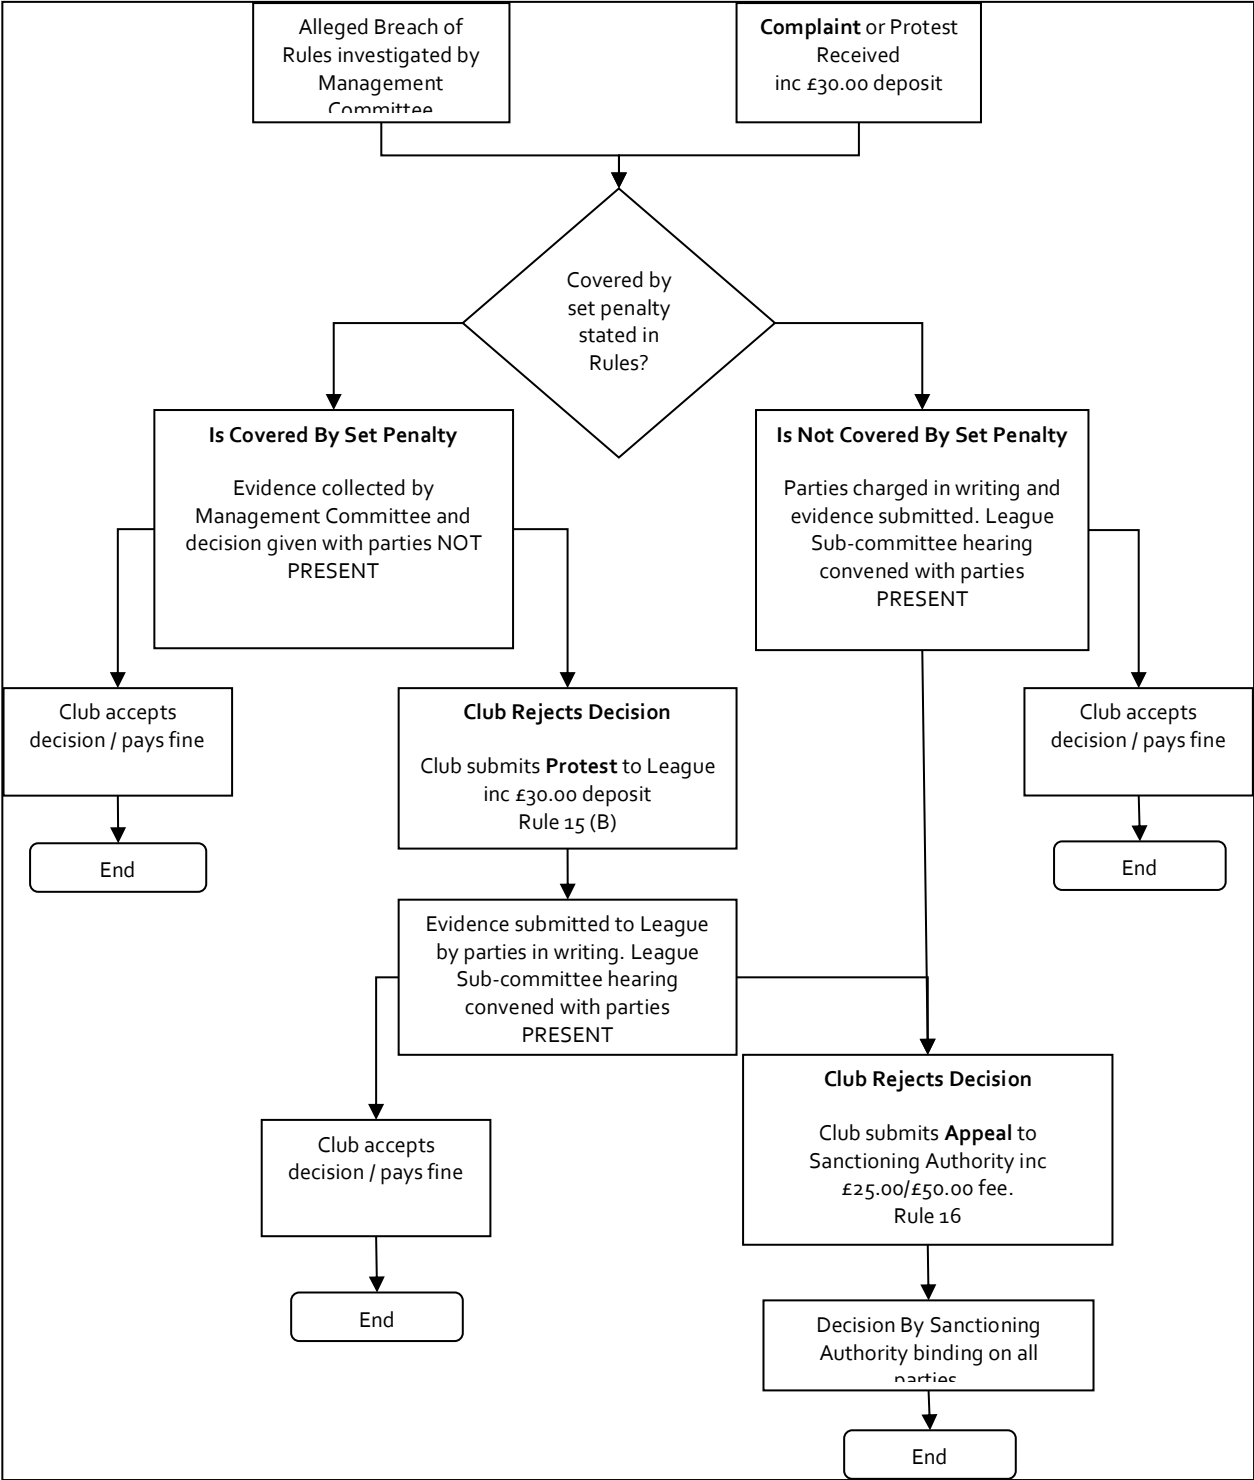 Alleged Breach of
Rules investigated by
Management
Committee
Complaint or Protest
Received
inc £30.00 deposit
Covered by
set penalty
stated in
Rules?
Is Covered By Set Penalty
Evidence collected by
Management Committee and
decision given with parties NOT
PRESENT
Is Not Covered By Set Penalty
Parties charged in writing and
evidence submitted. League
Sub-committee hearing
convened with parties
PRESENT
Club accepts
decision / pays fine
End
Club Rejects Decision
Club submits Protest to League
inc £30.00 deposit
Rule 15 (B)
Club accepts
decision / pays fine
End
Evidence submitted to League
by parties in writing. League
Sub-committee hearing
convened with parties
PRESENT
Club accepts
decision / pays fine
End
Club Rejects Decision
Club submits Appeal to
Sanctioning Authority inc
£25.00/£50.00 fee.
Rule 16
Decision By Sanctioning
Authority binding on all
parties
End